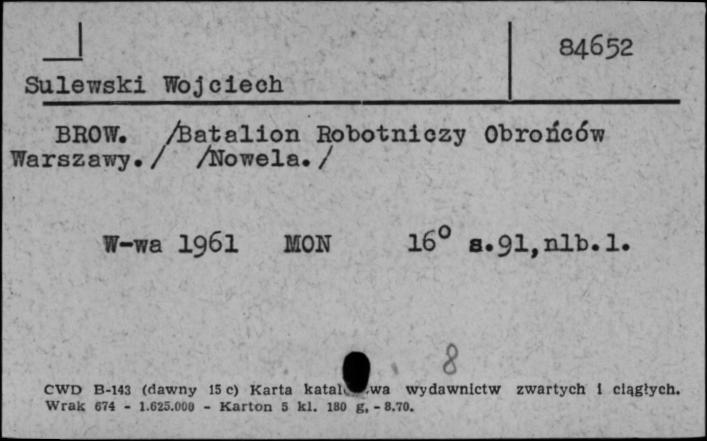 84652
Sulewski Wojciech
BROW. /Batalion Robotniczy Obrońców
Warszawy./ /Nowela./
W-wa 1961 MON 16° s.91,nlb.1.
8
CWD B-143 (dawny 15 c) Karta wydawnictw zwartych i ciągłych.
Wrak 674 - 1.625.000 - Karton 5 kl. 180 g. - 8.70.